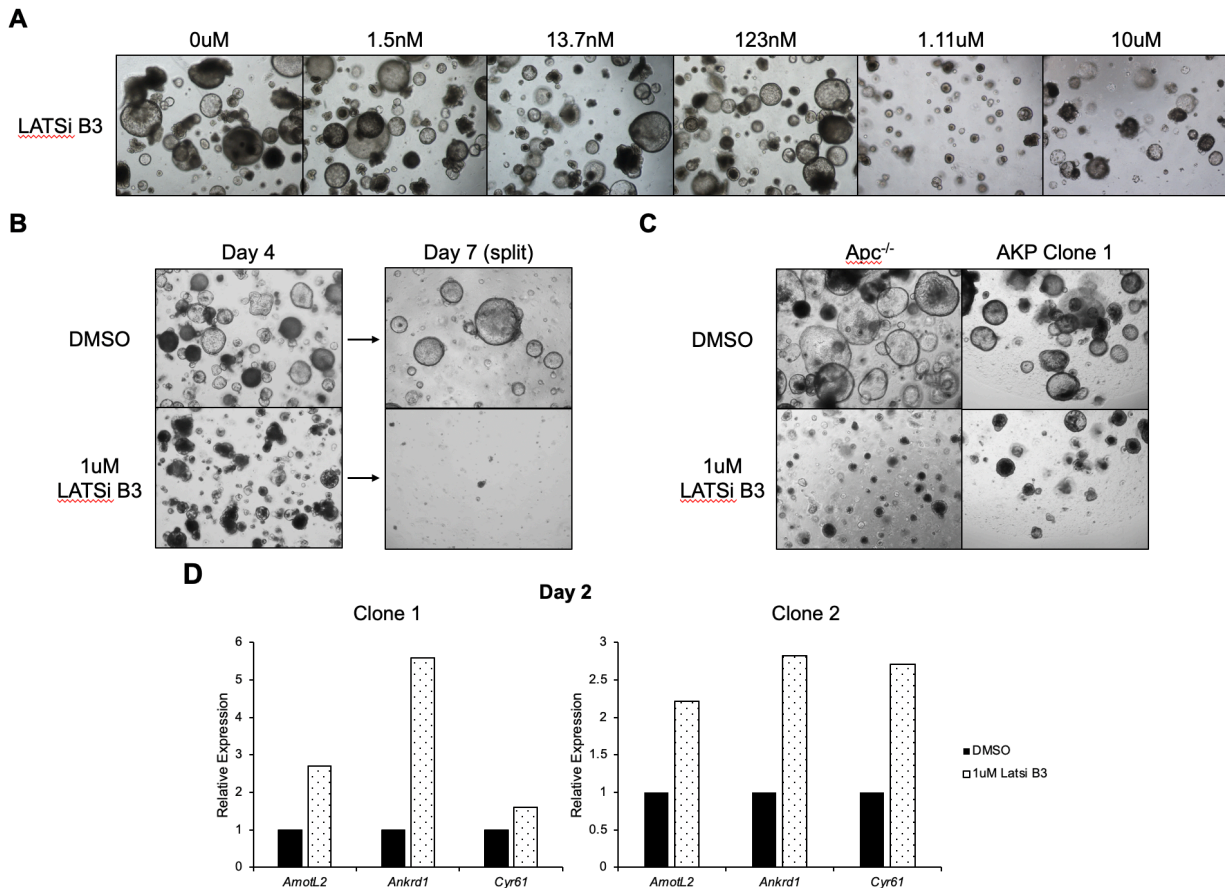 A
0uM 1.5nM 13.7nM 123nM 1.11uM 10uM
LATSi B3
B
Day 4 Day 7 (split)
DMSO
1uM
LATSi B3
C
Apc-/- AKP Clone 1
DMSO
1uM
LATSi B3
D
Day 2
Clone 1
Relative Expression
6
5
4
3
2
1
0
AmotL2 Ankrd1 Cyr61
Clone 2
Relative Expression
3
2.5
2
1.5
1
0.5
0
AmotL2 Ankrd1 Cyr61
DMSO
1uM Latsi B3